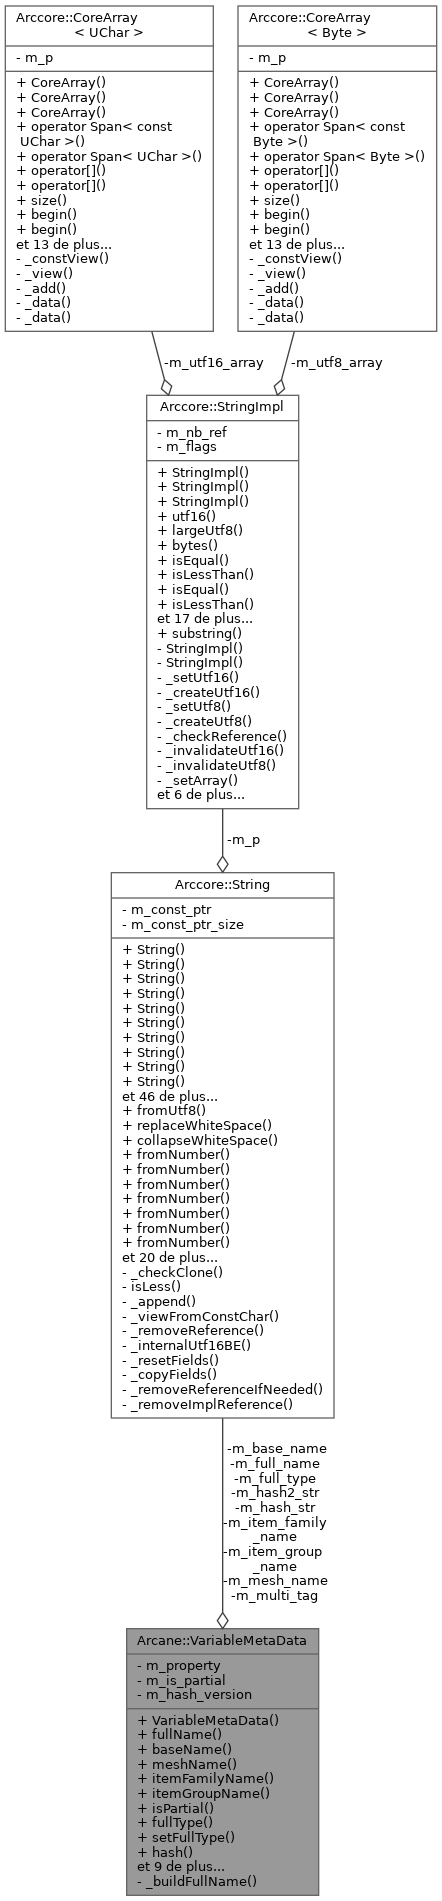 Arccore::CoreArray
< UChar >
- m_p
+ CoreArray()
+ CoreArray()
+ CoreArray()
+ operator Span< const
UChar >()
+ operator Span< UChar >()
+ operator[]()
+ operator[]()
+ size()
+ begin()
+ begin()
et 13 de plus...
- _constView()
- _view()
- _add()
- _data()
- _data()
Arccore::CoreArray
< Byte >
- m_p
+ CoreArray()
+ CoreArray()
+ CoreArray()
+ operator Span< const
Byte >()
+ operator Span< Byte >()
+ operator[]()
+ operator[]()
+ size()
+ begin()
+ begin()
et 13 de plus...
- _constView()
- _view()
- _add()
- _data()
- _data()
-m_utf16_array
-m_utf8_array
Arccore::StringImpl
- m_nb_ref
- m_flags
+ StringImpl()
+ StringImpl()
+ StringImpl()
+ utf16()
+ largeUtf8()
+ bytes()
+ isEqual()
+ isLessThan()
+ isEqual()
+ isLessThan()
et 17 de plus...
+ substring()
- StringImpl()
- StringImpl()
- _setUtf16()
- _createUtf16()
- _setUtf8()
- _createUtf8()
- _checkReference()
- _invalidateUtf16()
- _invalidateUtf8()
- _setArray()
et 6 de plus...
-m_p
Arccore::String
- m_const_ptr
- m_const_ptr_size
+ String()
+ String()
+ String()
+ String()
+ String()
+ String()
+ String()
+ String()
+ String()
+ String()
et 46 de plus...
+ fromUtf8()
+ replaceWhiteSpace()
+ collapseWhiteSpace()
+ fromNumber()
+ fromNumber()
+ fromNumber()
+ fromNumber()
+ fromNumber()
+ fromNumber()
+ fromNumber()
et 20 de plus...
- _checkClone()
- isLess()
- _append()
- _viewFromConstChar()
- _removeReference()
- _internalUtf16BE()
- _resetFields()
- _copyFields()
- _removeReferenceIfNeeded()
- _removeImplReference()
-m_base_name
-m_full_name
-m_full_type
-m_hash2_str
-m_hash_str
-m_item_family
_name
-m_item_group
_name
-m_mesh_name
-m_multi_tag
Arcane::VariableMetaData
- m_property
- m_is_partial
- m_hash_version
+ VariableMetaData()
+ fullName()
+ baseName()
+ meshName()
+ itemFamilyName()
+ itemGroupName()
+ isPartial()
+ fullType()
+ setFullType()
+ hash()
et 9 de plus...
- _buildFullName()